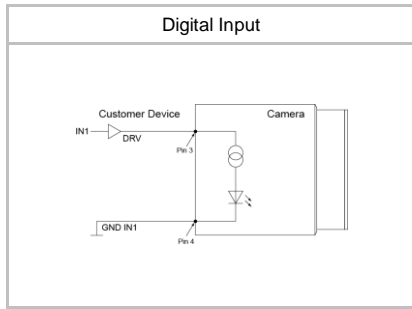 Digital Input
Customer Device
Camera
IN1
DRV
Pin 3
GND IN1
Pin 4